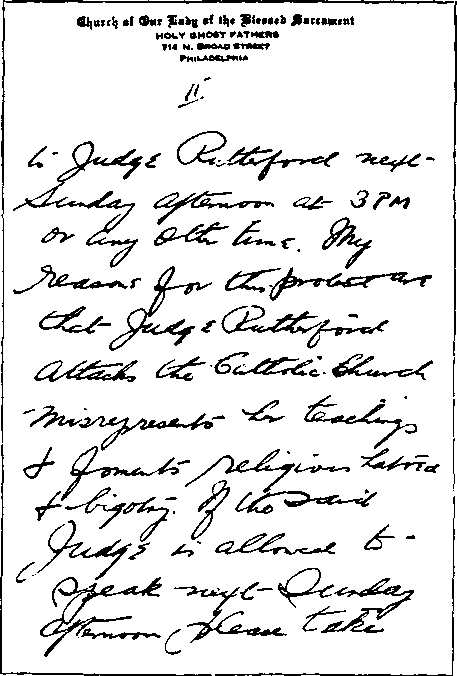 Church of Our Lady of the Blessed Sacrament
HOLY GHOST FATHERS
714 N. BROAD STREET
PHILADELPHIA
II
to Judge Rutterford next
Sunday afternoon at 3 PM
or any other time. My
reasons for this protest are
that Judge Rutherford
attacks the Catholic Church
misrepresents her teachings
& foments religious hatred
& bigotry. If the said
Judge is allowed to
speak next Sunday
afternoon please take